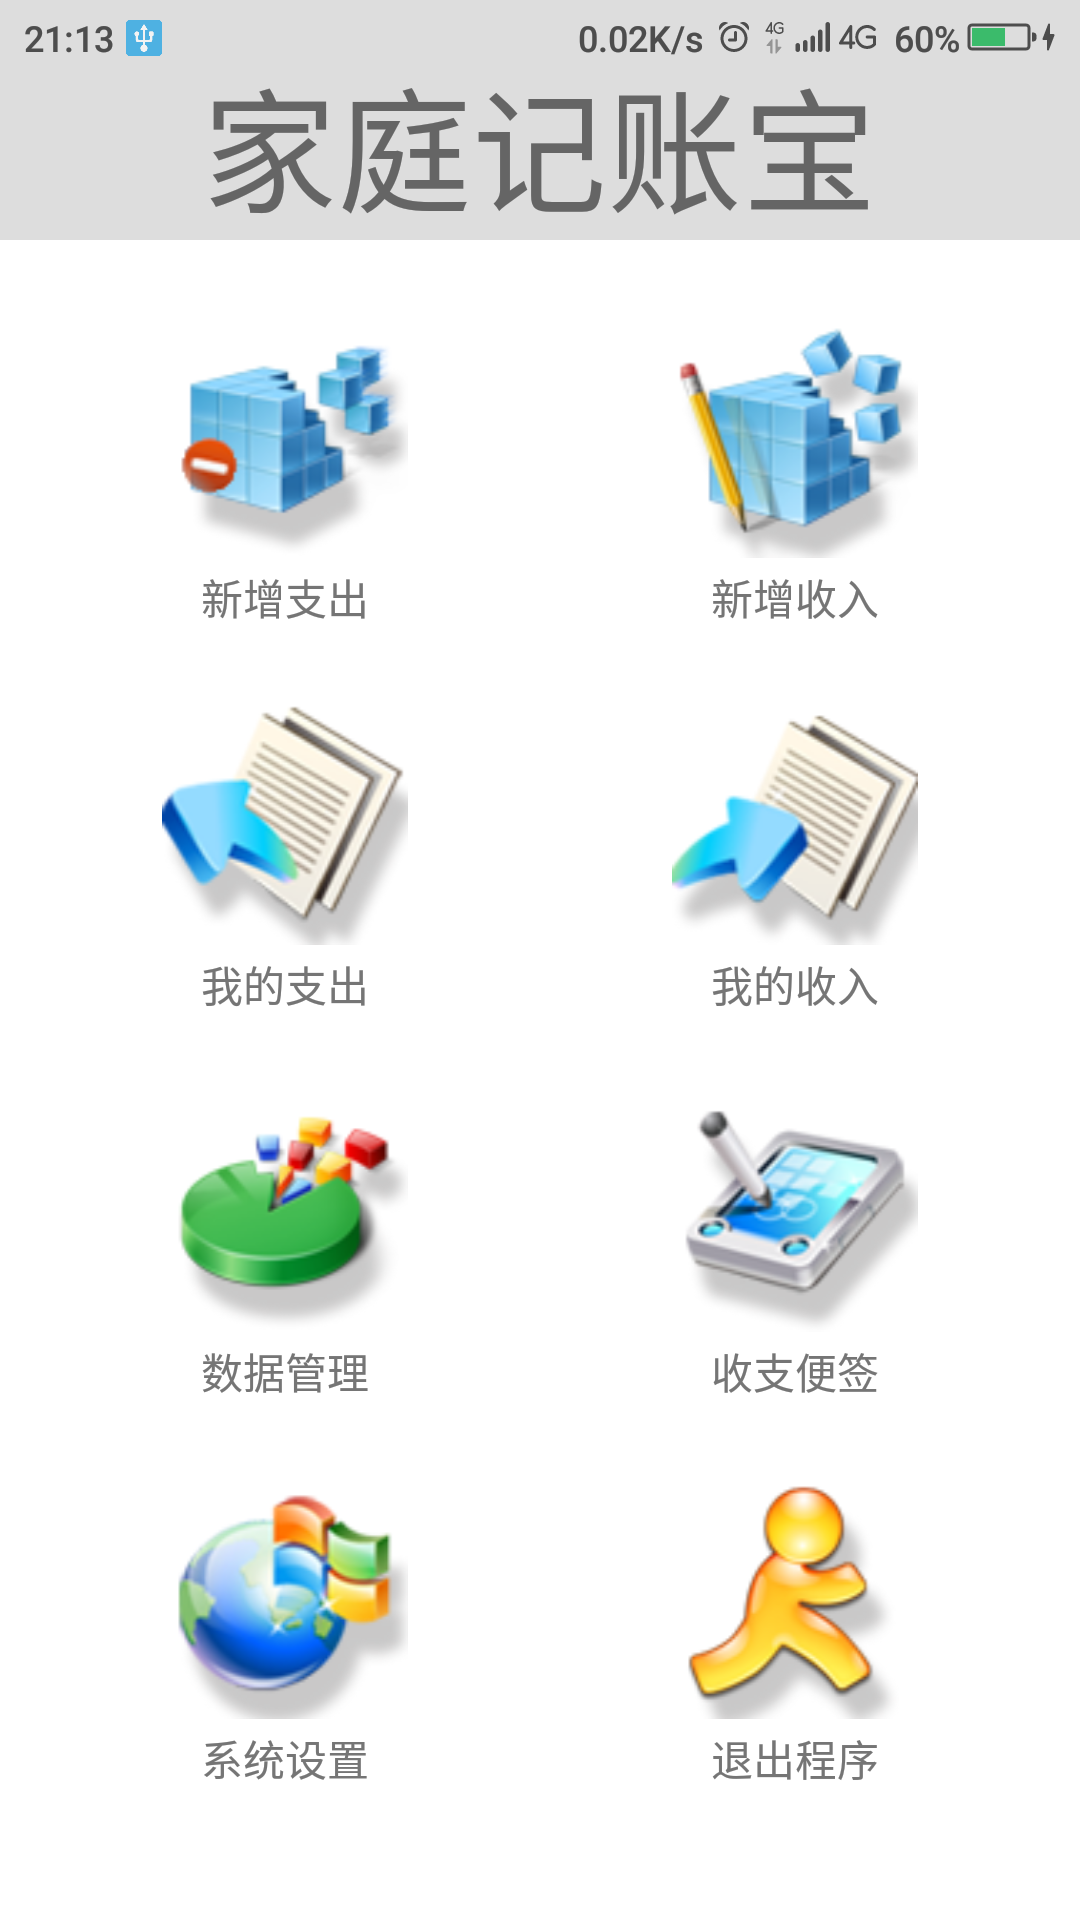 21:13 0.02K/s 4G 4G 60%
家庭记账宝
新增支出 新增收入
我的支出 我的收入
数据管理 收支便签
系统设置 退出程序